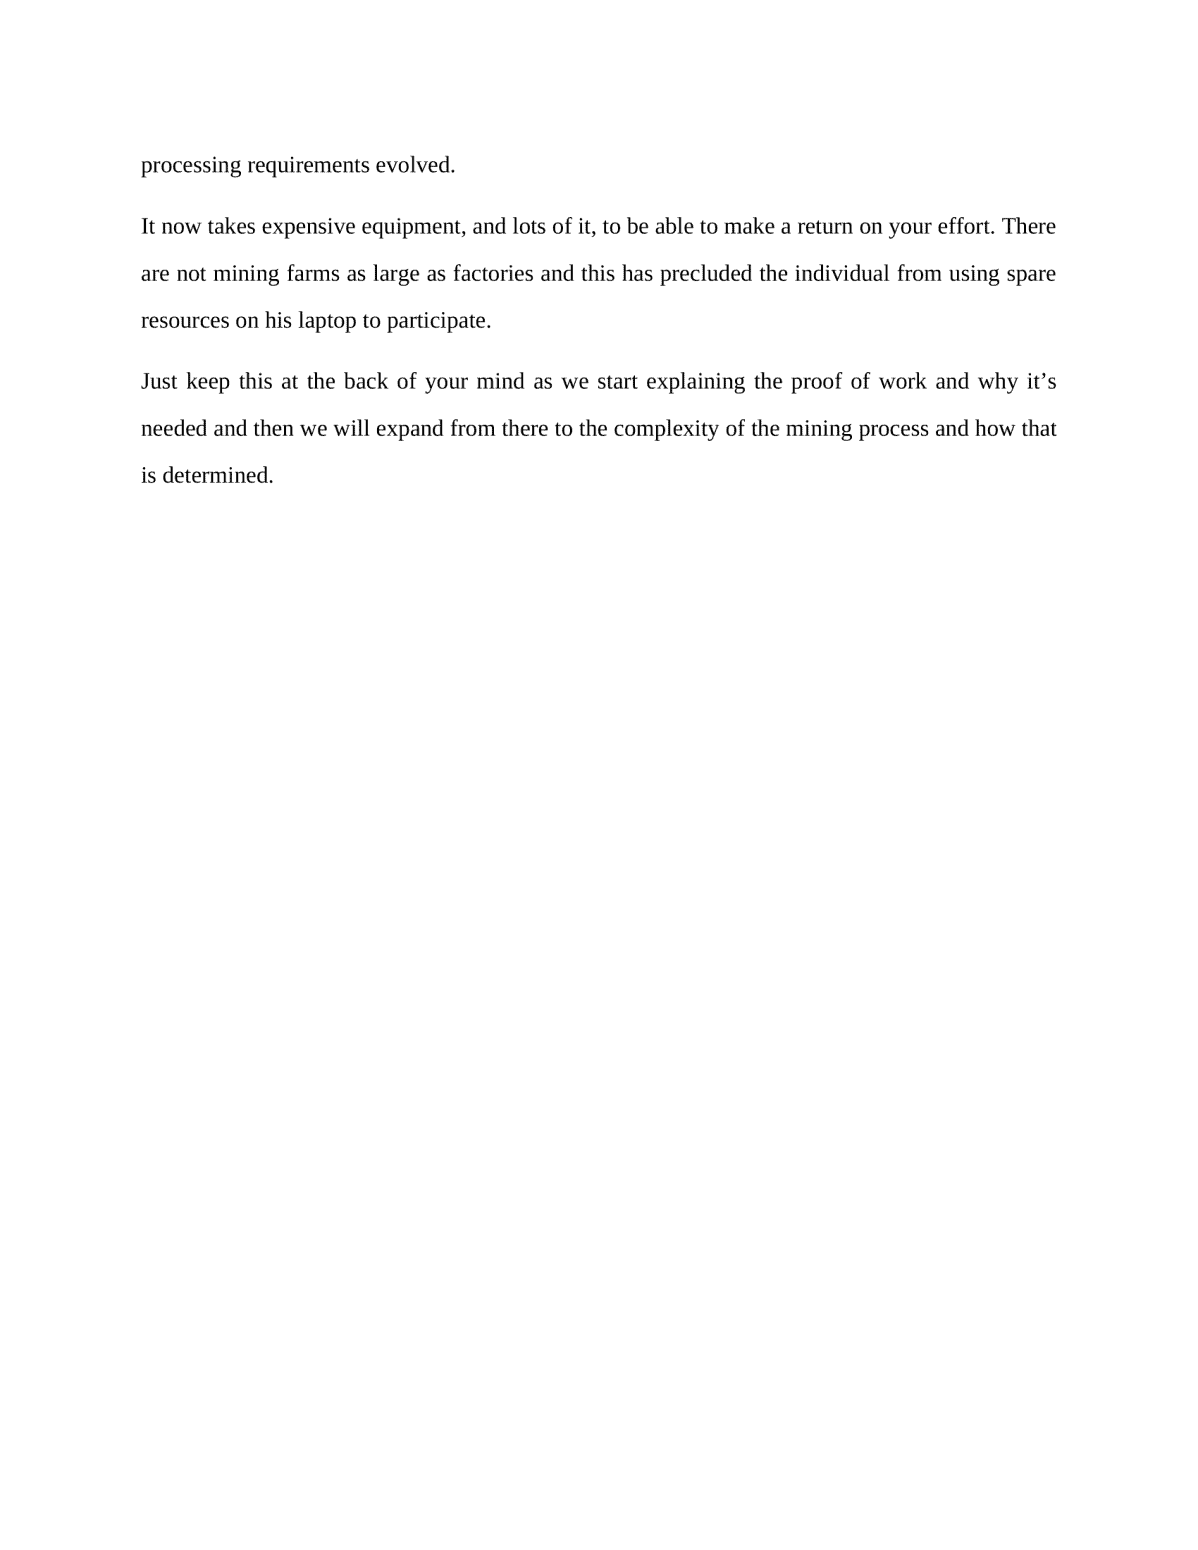 processing requirements evolved.
It now takes expensive equipment, and lots of it, to be able to make a return on your effort. There
are not mining farms as large as factories and this has precluded the individual from using spare
resources on his laptop to participate.
Just keep this at the back of your mind as we start explaining the proof of work and why it’s
needed and then we will expand from there to the complexity of the mining process and how that
is determined.